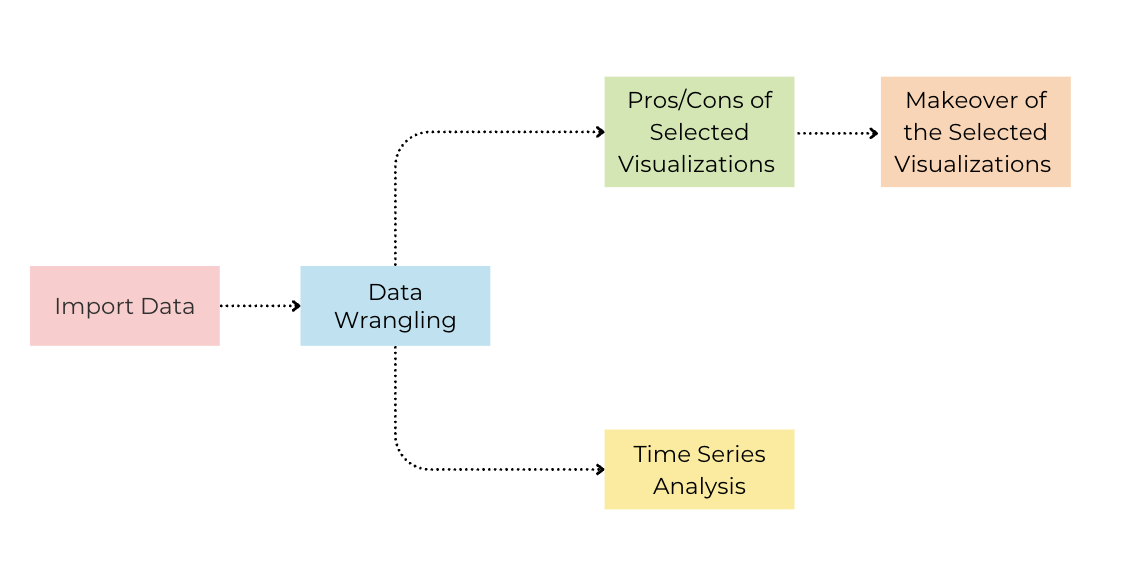 Import Data
Data
Wrangling
Pros/Cons of
Selected
Visualizations
Makeover of
the Selected
Visualizations
Time Series
Analysis